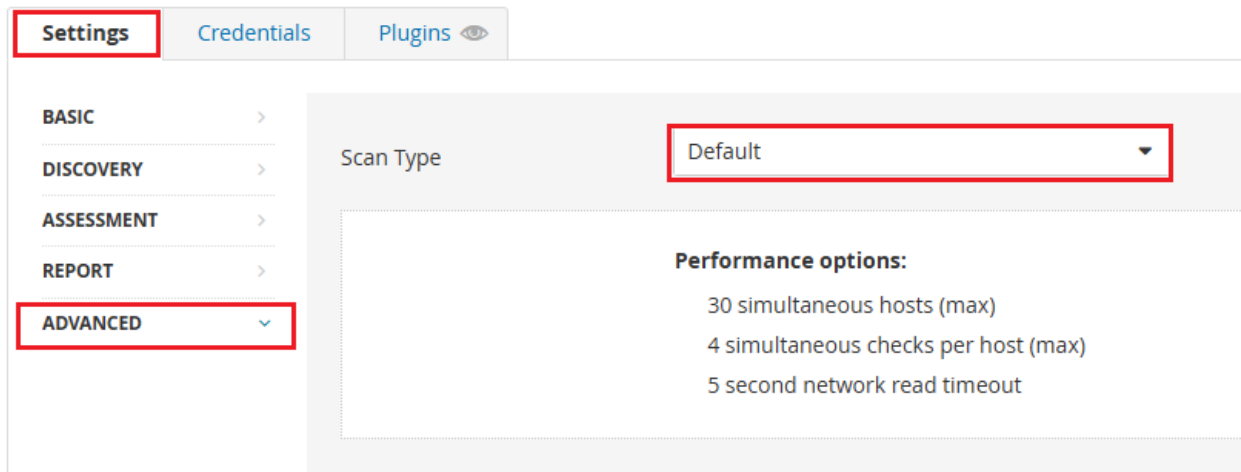 Settings
Credentials
Plugins
BASIC
DISCOVERY
ASSESSMENT
REPORT
ADVANCED
Scan Type
Default
Performance options:
30 simultaneous hosts (max)
4 simultaneous checks per host (max)
5 second network read timeout